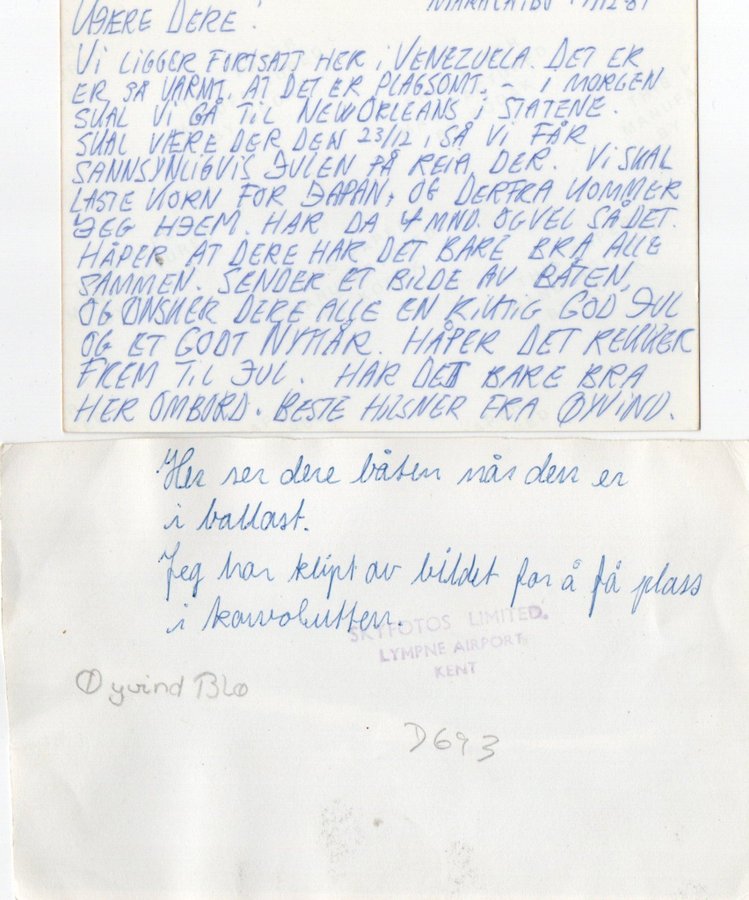 MARACAIBO
KJÆRE DERE!
VI LIGGER FORTSATT HER i VENEZUELA. DET ER
ER SÅ VARMT, AT DET ER PLAGSOMT. - I MORGEN
SKAL VI GÅ TIL NEW ORLEANS i STATENE.
SKAL VÆRE DER DEN 23/12, SÅ VI FÅR
SANNSYNLIGVIS JULEN PÅ REIA DER. VI SKAL
LASTE KORN FOR JAPAN, OG DERFRA KOMMER
JEG HJEM. HAR DA 4 MND. OG VEL SÅ DET.
HÅPER AT DERE HAR DET BARE BRA ALLE
SAMMEN. SENDER ET BILDE AV BÅTEN,
OG ØNSKER DERE ALLE EN RIKTIG GOD JUL
OG ET GODT NYTTÅR. HÅPER DET REKKER
FREM TIL JUL. HAR DET BARE BRA
HER OMBORD. BESTE HILSNER FRA ØYVIND.
Her ser dere båten når den er
i ballast.
Jeg har klipt av bildet for å få plass
i konvolutten.
SKYFOTOS LIMITED.
LYMPNE AIRPORT,
KENT
Øyvind Blø
D693